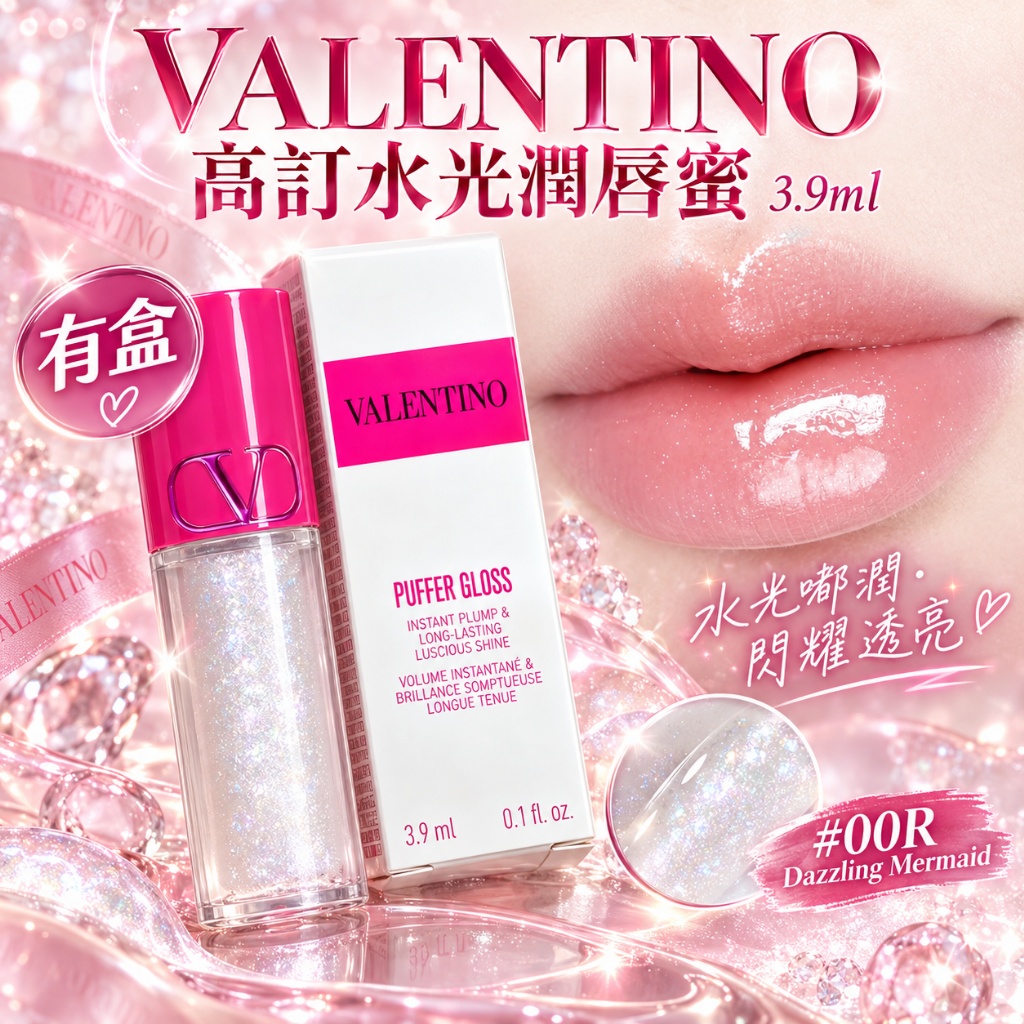 VALENTINO
高訂水光潤唇蜜 3.9ml
VALENTINO
有盒
VALENTINO
PUFFER GLOSS
INSTANT PLUMP &
LONG-LASTING
LUSCIOUS SHINE
VOLUME INSTANTANÉ &
BRILLANCE SOMPTUEUSE
LONGUE TENUE
3.9 ml 0.1 fl. oz.
VALENTINO
水光嘟潤·
閃耀透亮
#00R
Dazzling Mermaid